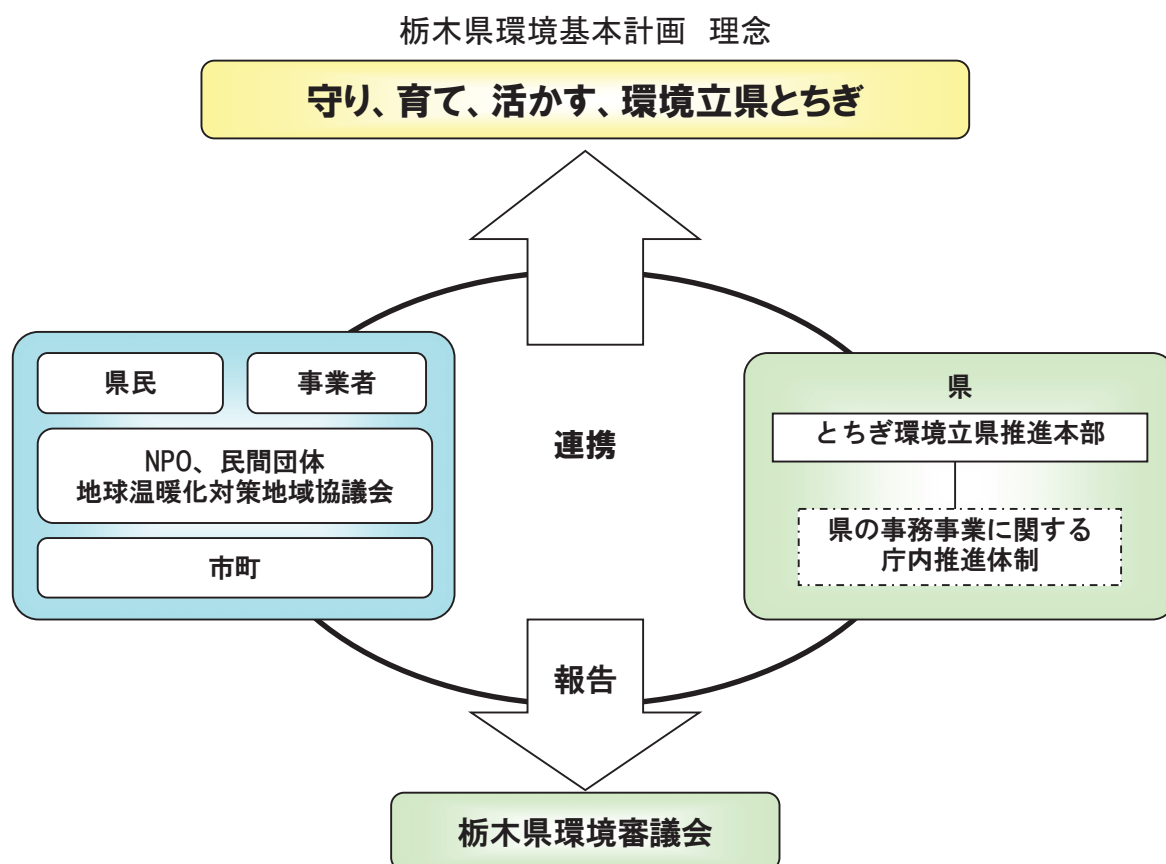 栃木県環境基本計画　理念
守り、育て、活かす、環境立県とちぎ
県民
事業者
NPO、民間団体
地球温暖化対策地域協議会
市町
連携
県
とちぎ環境立県推進本部
県の事務事業に関する
庁内推進体制
報告
栃木県環境審議会